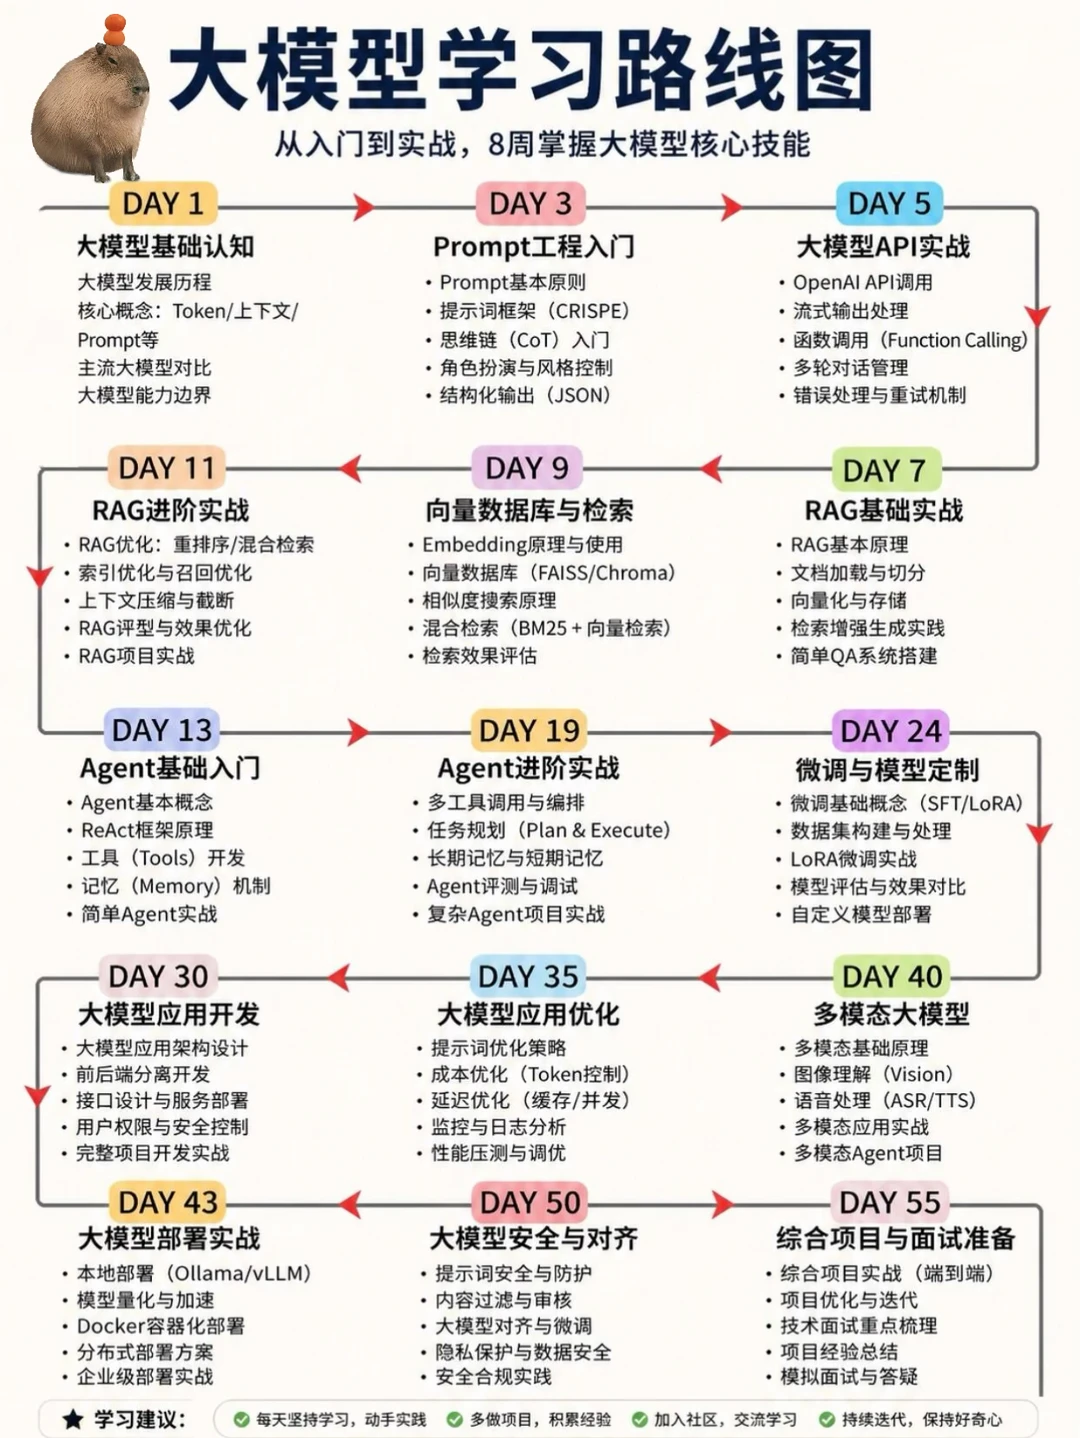 大模型学习路线图
从入门到实战，8周掌握大模型核心技能
DAY 1
大模型基础认知
大模型发展历程
核心概念：Token/上下文/
Prompt等
主流大模型对比
大模型能力边界
DAY 3
Prompt工程入门
• Prompt基本原则
• 提示词框架（CRISPE）
• 思维链（CoT）入门
• 角色扮演与风格控制
• 结构化输出（JSON）
DAY 5
大模型API实战
• OpenAI API调用
• 流式输出处理
• 函数调用（Function Calling）
• 多轮对话管理
• 错误处理与重试机制
DAY 7
RAG基础实战
• RAG基本原理
• 文档加载与切分
• 向量化与存储
• 检索增强生成实践
• 简单QA系统搭建
DAY 9
向量数据库与检索
• Embedding原理与使用
• 向量数据库（FAISS/Chroma）
• 相似度搜索原理
• 混合检索（BM25 + 向量检索）
• 检索效果评估
DAY 11
RAG进阶实战
• RAG优化：重排序/混合检索
• 索引优化与召回优化
• 上下文压缩与截断
• RAG评型与效果优化
• RAG项目实战
DAY 13
Agent基础入门
• Agent基本概念
• ReAct框架原理
• 工具（Tools）开发
• 记忆（Memory）机制
• 简单Agent实战
DAY 19
Agent进阶实战
• 多工具调用与编排
• 任务规划（Plan & Execute）
• 长期记忆与短期记忆
• Agent评测与调试
• 复杂Agent项目实战
DAY 24
微调与模型定制
• 微调基础概念（SFT/LoRA）
• 数据集构建与处理
• LoRA微调实战
• 模型评估与效果对比
• 自定义模型部署
DAY 40
多模态大模型
• 多模态基础原理
• 图像理解（Vision）
• 语音处理（ASR/TTS）
• 多模态应用实战
• 多模态Agent项目
DAY 35
大模型应用优化
• 提示词优化策略
• 成本优化（Token控制）
• 延迟优化（缓存/并发）
• 监控与日志分析
• 性能压测与调优
DAY 30
大模型应用开发
• 大模型应用架构设计
• 前后端分离开发
• 接口设计与服务部署
• 用户权限与安全控制
• 完整项目开发实战
DAY 43
大模型部署实战
• 本地部署（Ollama/vLLM）
• 模型量化与加速
• Docker容器化部署
• 分布式部署方案
• 企业级部署实战
DAY 50
大模型安全与对齐
• 提示词安全与防护
• 内容过滤与审核
• 大模型对齐与微调
• 隐私保护与数据安全
• 安全合规实践
DAY 55
综合项目与面试准备
• 综合项目实战（端到端）
• 项目优化与迭代
• 技术面试重点梳理
• 项目经验总结
• 模拟面试与答疑
★ 学习建议：
每天坚持学习，动手实践
多做项目，积累经验
加入社区，交流学习
持续迭代，保持好奇心